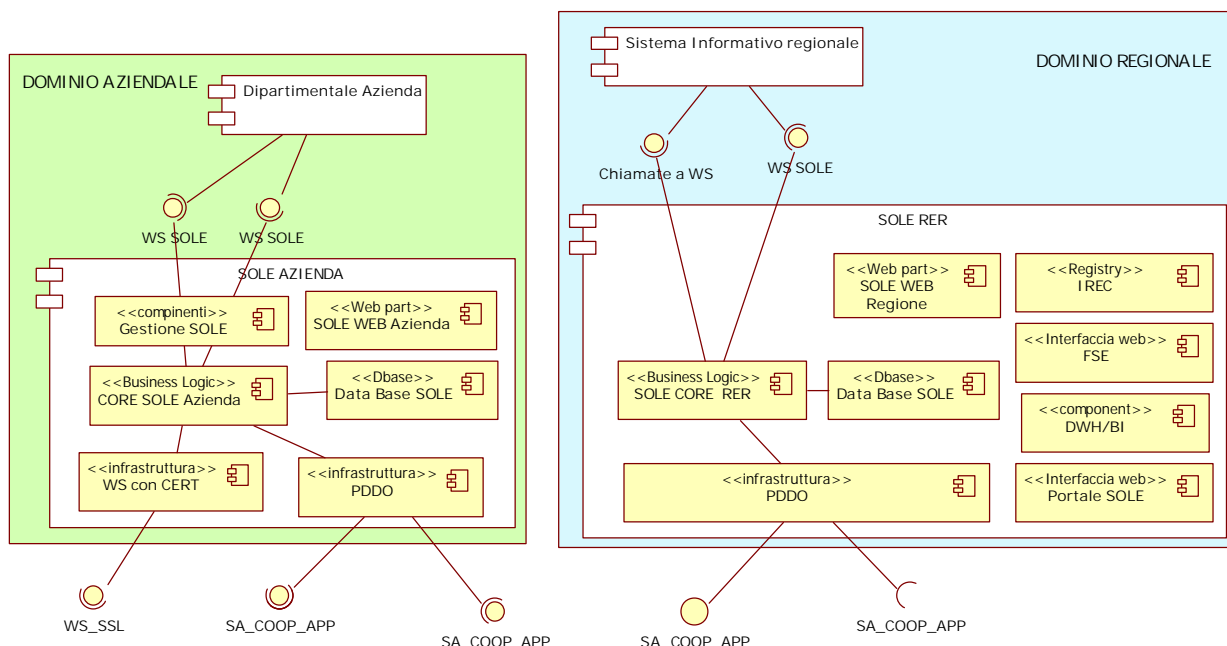 DOMINIO AZIENDALE
Dipartimentale Azienda
WS SOLE
WS SOLE
SOLE AZIENDA
<<compinenti>>
Gestione SOLE
<<Web part>>
SOLE WEB Azienda
<<Business Logic>>
CORE SOLE Azienda
<<Dbase>>
Data Base SOLE
<<infrastruttura>>
WS con CERT
<<infrastruttura>>
PDDO
WS_SSL
SA_COOP_APP
SA_COOP_APP
DOMINIO REGIONALE
Sistema Informativo regionale
Chiamate a WS
WS SOLE
SOLE RER
<<Web part>>
SOLE WEB
Regione
<<Registry>>
IREC
<<Interfaccia web>>
FSE
<<Business Logic>>
SOLE CORE RER
<<Dbase>>
Data Base SOLE
<<component>>
DWH/BI
<<infrastruttura>>
PDDO
<<Interfaccia web>>
Portale SOLE
SA_COOP_APP
SA_COOP_APP